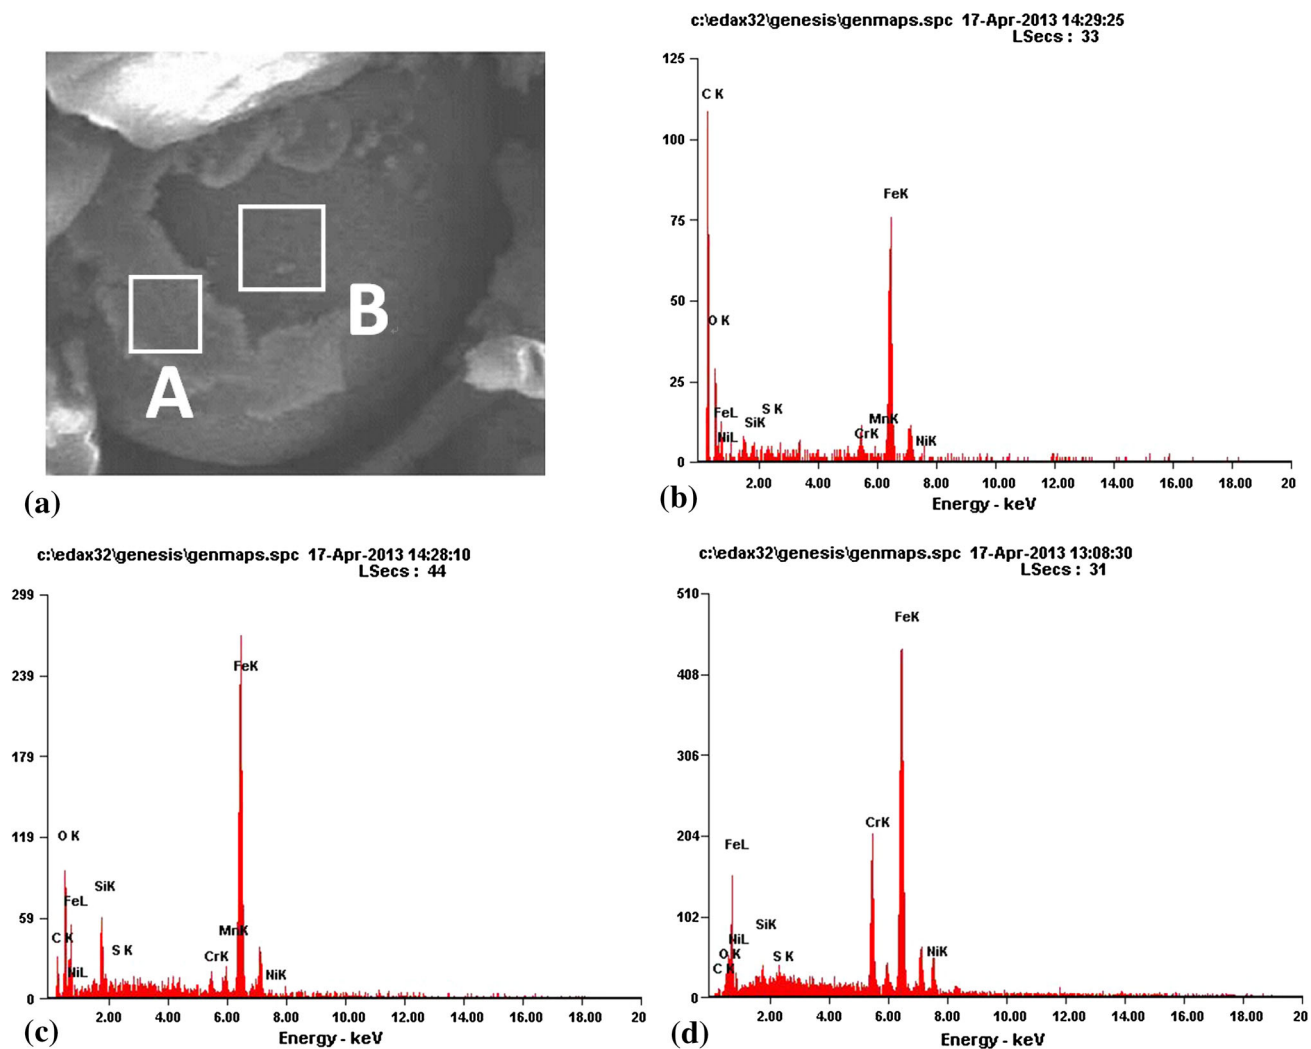 A
B
(a)
c:\edax32\genesis\genmaps.spc 17-Apr-2013 14:29:25
LSecs : 33
125
100
75
50
25
0
C K
O K
FeL
NiL
SiK
S K
CrK
MnK
FeK
NiK
2.00 4.00 6.00 8.00 10.00 12.00 14.00 16.00 18.00 20
Energy - keV
(b)
c:\edax32\genesis\genmaps.spc 17-Apr-2013 14:28:10
LSecs : 44
299
239
179
119
59
0
O K
FeL
C K
NiL
SiK
S K
CrK
MnK
FeK
NiK
2.00 4.00 6.00 8.00 10.00 12.00 14.00 16.00 18.00 20
Energy - keV
(c)
c:\edax32\genesis\genmaps.spc 17-Apr-2013 13:08:30
LSecs : 31
510
408
306
204
102
0
FeL
NiL
O K
C K
SiK
S K
CrK
FeK
NiK
2.00 4.00 6.00 8.00 10.00 12.00 14.00 16.00 18.00 20
Energy - keV
(d)